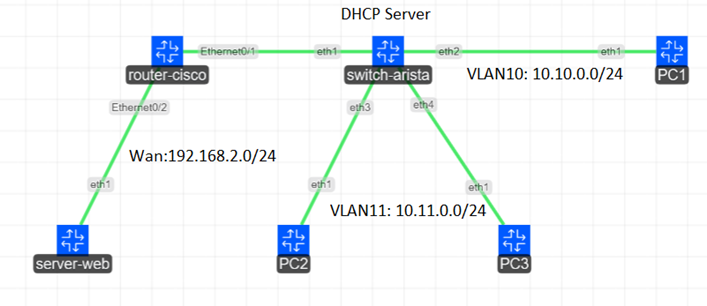 DHCP Server
Ethernet0/1
eth1
eth2
eth1
router-cisco
switch-arista
VLAN10: 10.10.0.0/24
PC1
Ethernet0/2
eth3
eth4
Wan:192.168.2.0/24
eth1
eth1
eth1
VLAN11: 10.11.0.0/24
server-web
PC2
PC3